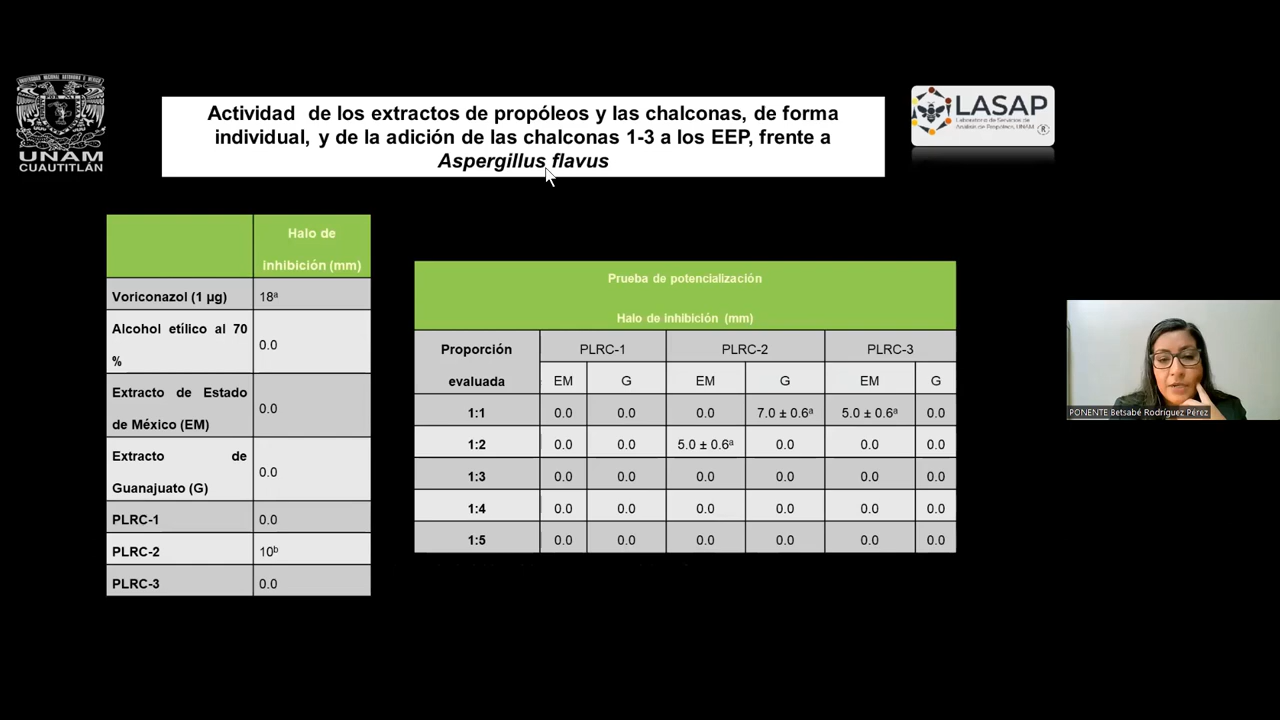 UNAM
CUAUTITLÁN
Actividad de los extractos de propóleos y las chalconas, de forma
individual, y de la adición de las chalconas 1-3 a los EEP, frente a
Aspergillus flavus
LASAP
Laboratorio de Servicios de
Análisis de Propóleos, UNAM
Halo de
inhibición (mm)
Voriconazol (1 µg) 18ᵃ
Alcohol etílico al 70
% 0.0
Extracto de Estado
de México (EM) 0.0
Extracto de
Guanajuato (G) 0.0
PLRC-1 0.0
PLRC-2 10ᵇ
PLRC-3 0.0
Prueba de potencialización
Halo de inhibición (mm)
Proporción
evaluada PLRC-1 PLRC-2 PLRC-3
EM G EM G EM G
1:1 0.0 0.0 0.0 7.0 ± 0.6ᵃ 5.0 ± 0.6ᵃ 0.0
1:2 0.0 0.0 5.0 ± 0.6ᵃ 0.0 0.0 0.0
1:3 0.0 0.0 0.0 0.0 0.0 0.0
1:4 0.0 0.0 0.0 0.0 0.0 0.0
1:5 0.0 0.0 0.0 0.0 0.0 0.0
PONENTE Betsabé Rodríguez Pérez